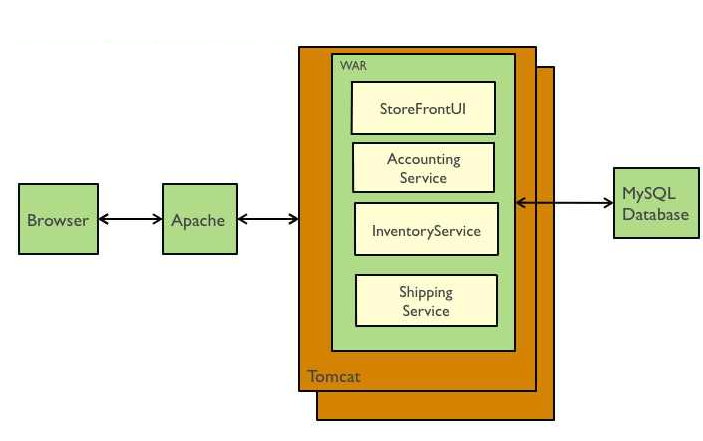 WAR
StoreFrontUI
Accounting
Service
InventoryService
Shipping
Service
Tomcat
Browser
Apache
MySQL
Database